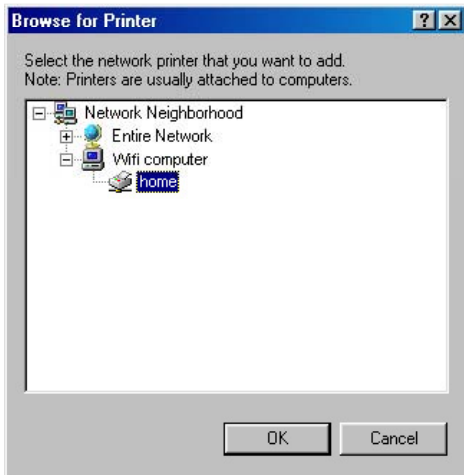 Browse for Printer
Select the network printer that you want to add.
Note: Printers are usually attached to computers.
Network Neighborhood
Entire Network
Wifi computer
home
OK
Cancel